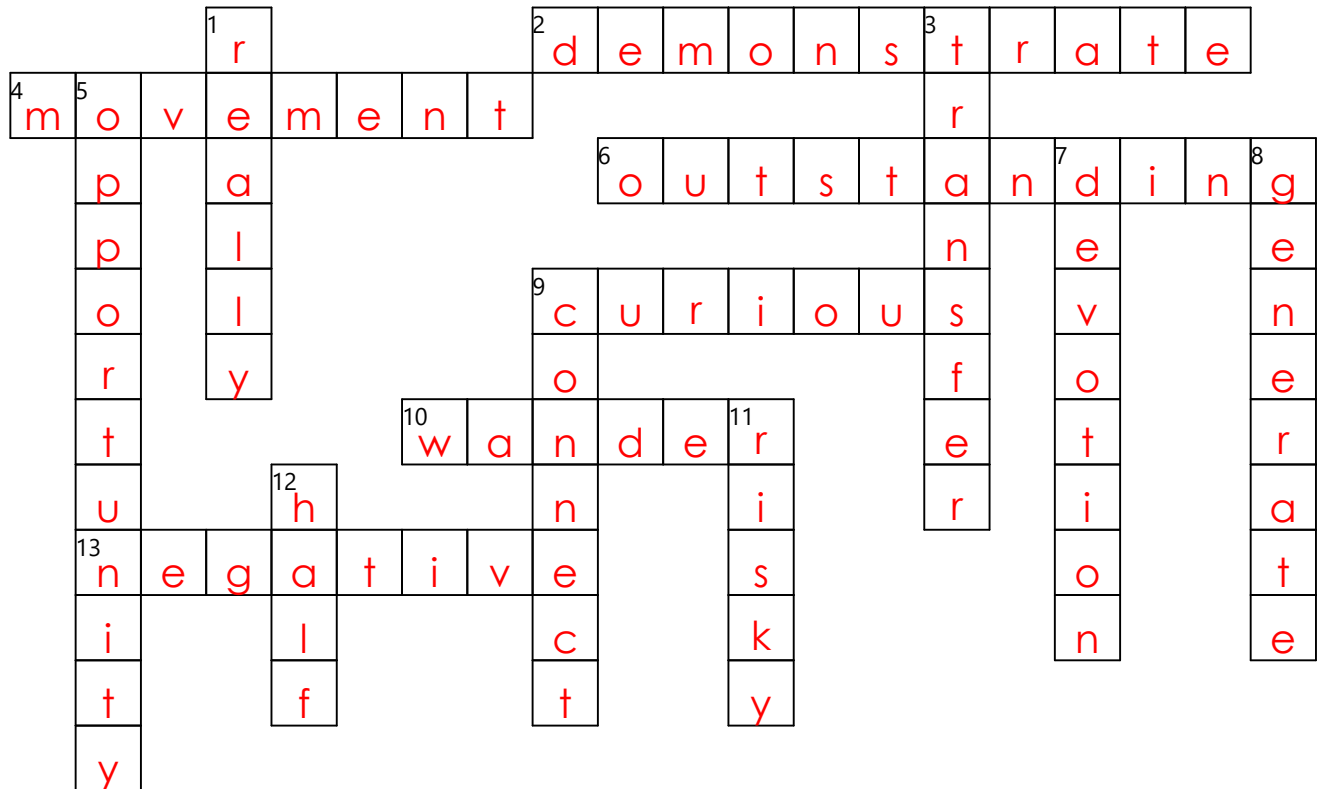 1 r 2 d e m o n s 3 t r a t e
4 m 5 o v e m e n t r
p a 6 o u t s t a n 7 d i n 8 g
p l n e e
o l 9 c u r i o u s v n
r y o f o e
t 10 w a n d e 11 r e t r
u 12 h n i r i a
13 n e g a t i v e s o t
i l c k n e
t f t y
y